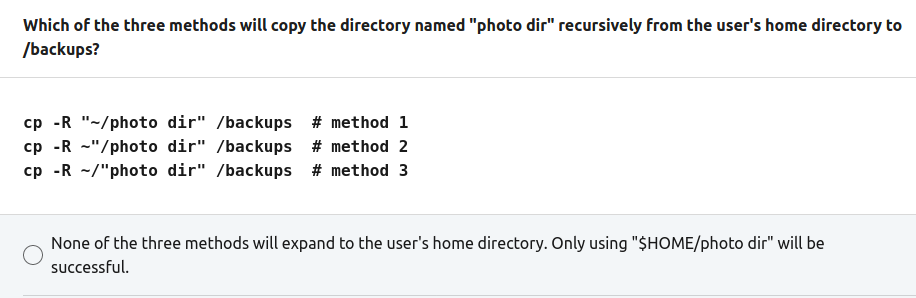 Which of the three methods will copy the directory named "photo dir" recursively from the user's home directory to
/backups?
cp -R "~/photo dir" /backups # method 1
cp -R ~"/photo dir" /backups # method 2
cp -R ~/"photo dir" /backups # method 3
None of the three methods will expand to the user's home directory. Only using "$HOME/photo dir" will be
successful.